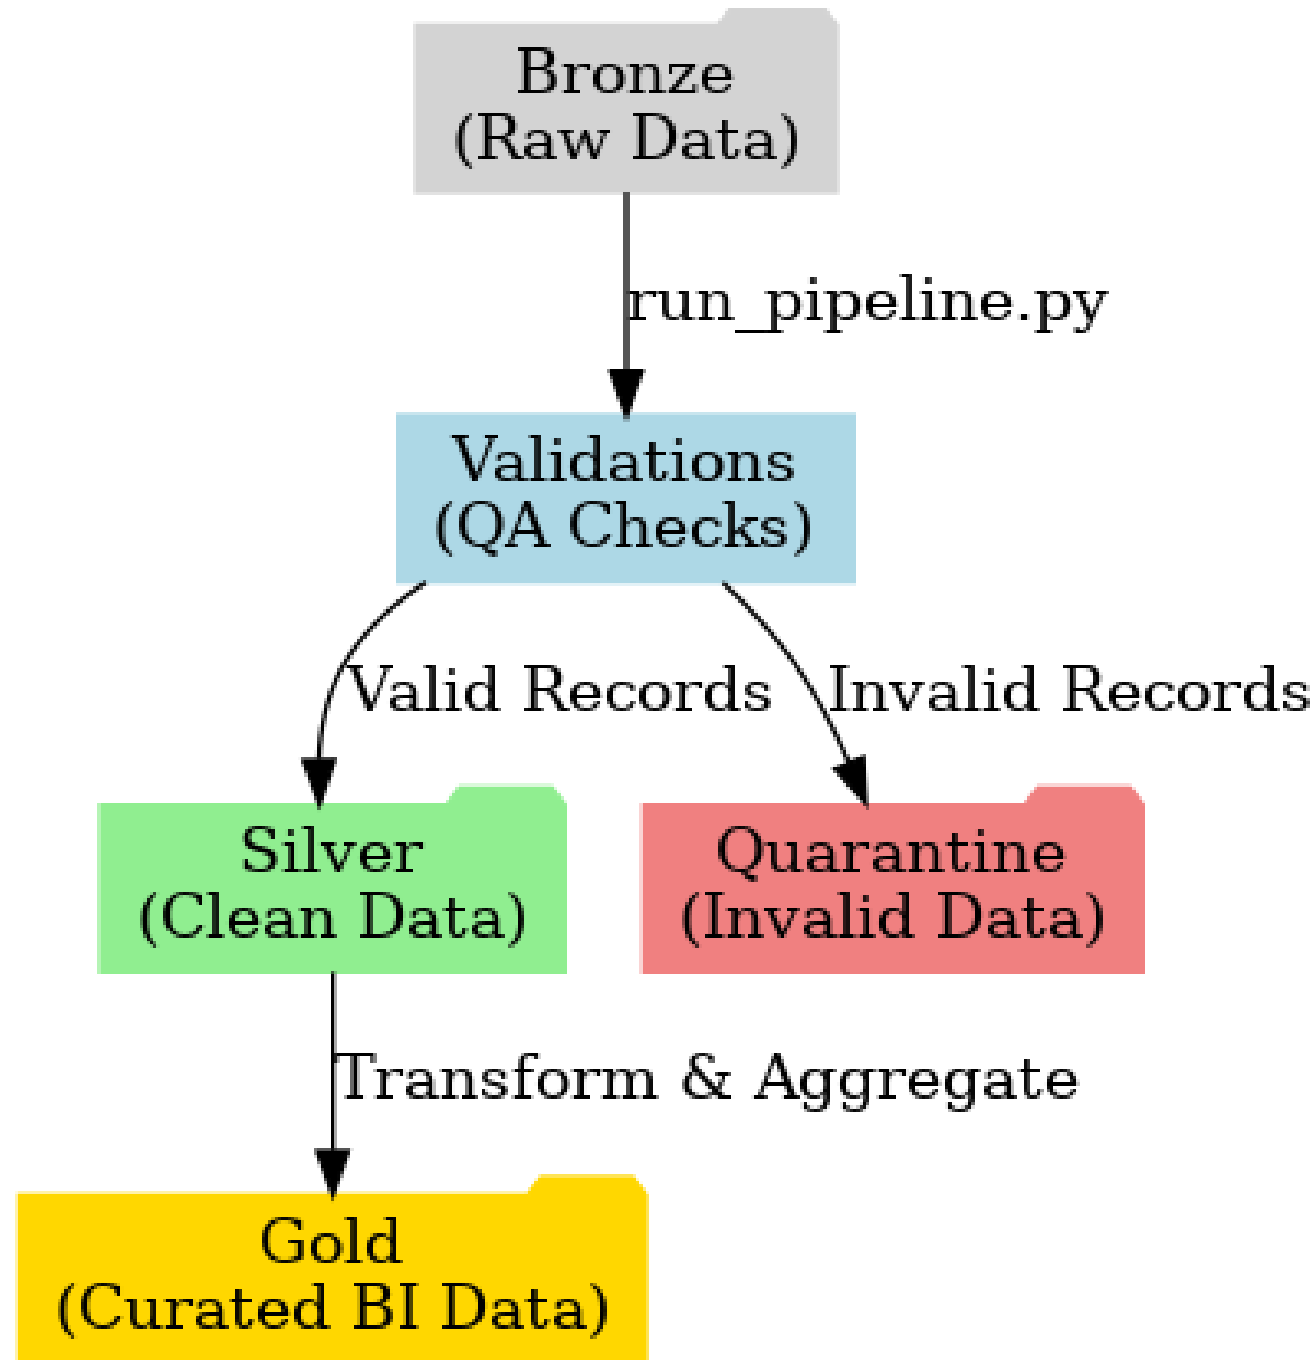 Bronze
(Raw Data)
run_pipeline.py
Validations
(QA Checks)
Valid Records
Invalid Records
Silver
(Clean Data)
Quarantine
(Invalid Data)
Transform & Aggregate
Gold
(Curated BI Data)